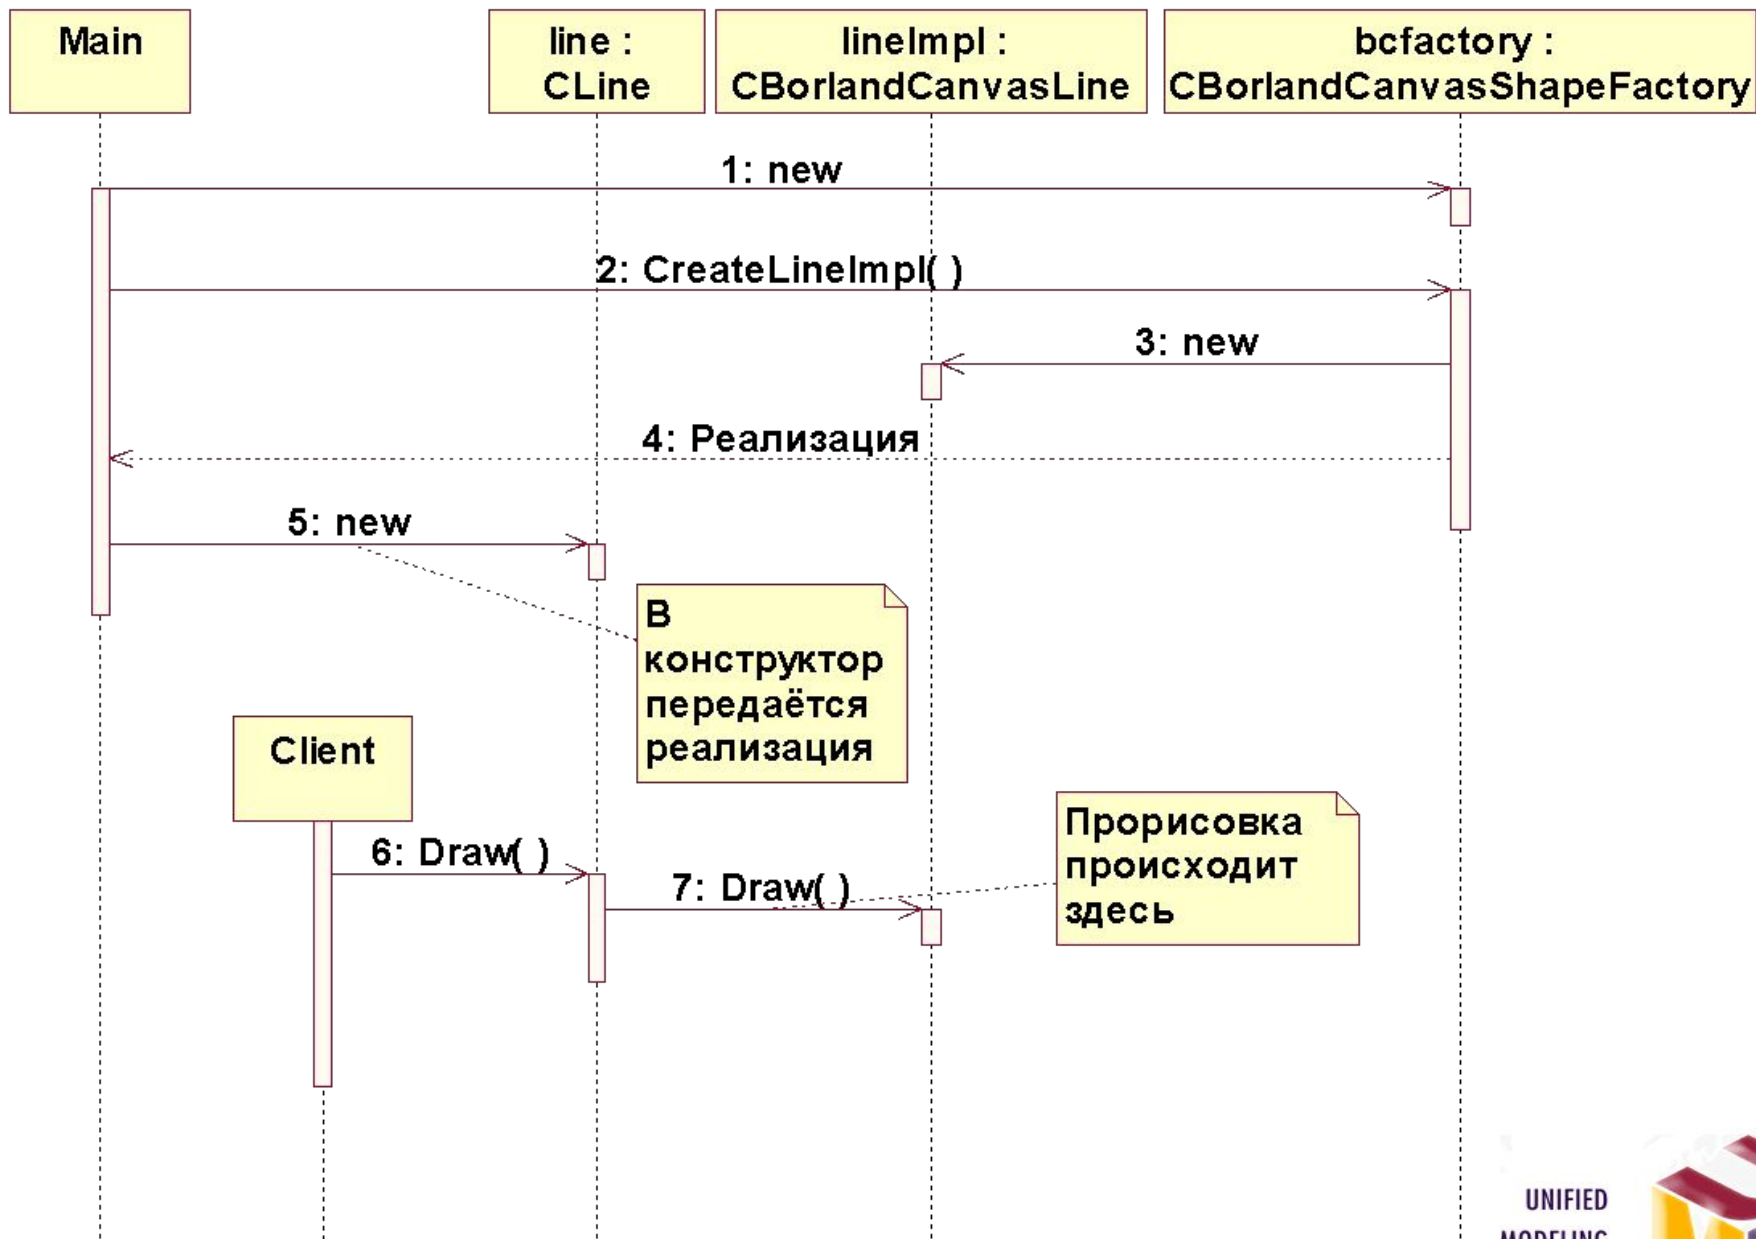 Main
line :
CLine
lineImpl :
CBorlandCanvasLine
bcfactory :
CBorlandCanvasShapeFactory
1: new
2: CreateLineImpl( )
3: new
4: Реализация
5: new
В
конструктор
передаётся
реализация
Client
6: Draw( )
7: Draw( )
Прорисовка
происходит
здесь
UNIFIED
MODELING